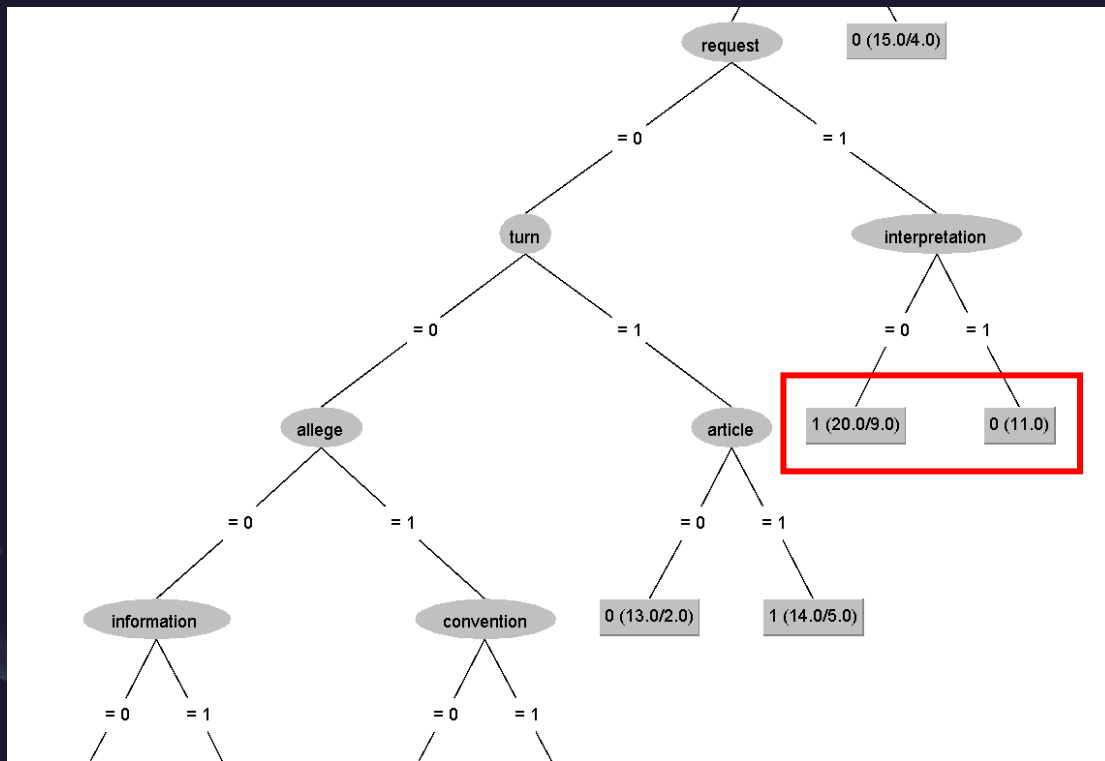 request
0 (15.0/4.0)
= 0
= 1
turn
interpretation
= 0
= 1
= 0
= 1
allege
article
1 (20.0/9.0)
0 (11.0)
= 0
= 1
= 0
= 1
information
convention
0 (13.0/2.0)
1 (14.0/5.0)
= 0
= 1
= 0
= 1